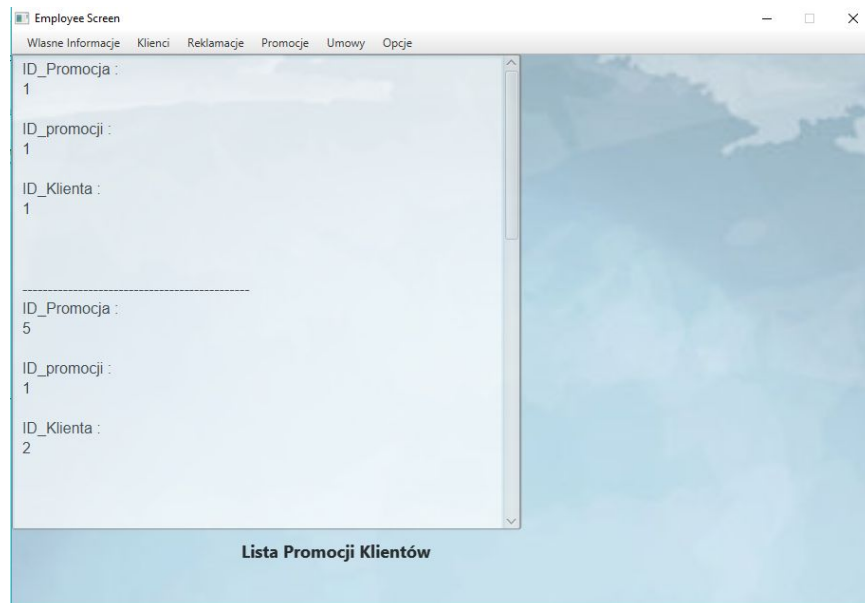 Employee Screen
Wlasne Informacje Klienci Reklamacje Promocje Umowy Opcje
ID_Promocja :
1
ID_promocji :
1
ID_Klienta :
1
---------------------------------------------
ID_Promocja :
5
ID_promocji :
1
ID_Klienta :
2
Lista Promocji Klientów